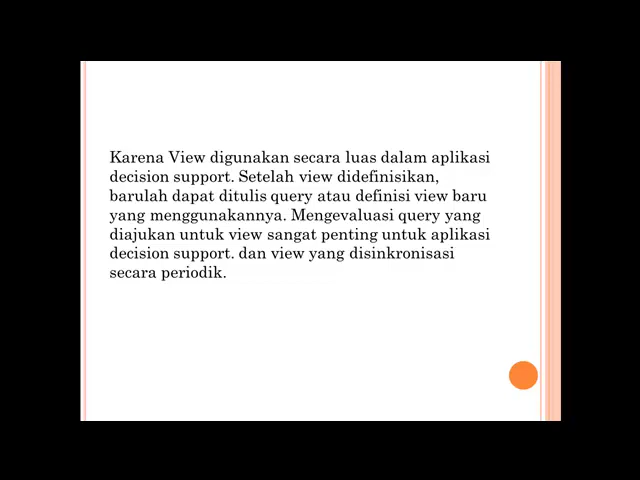 Karena View digunakan secara luas dalam aplikasi
decision support. Setelah view didefinisikan,
barulah dapat ditulis query atau definisi view baru
yang menggunakannya. Mengevaluasi query yang
diajukan untuk view sangat penting untuk aplikasi
decision support. dan view yang disinkronisasi
secara periodik.